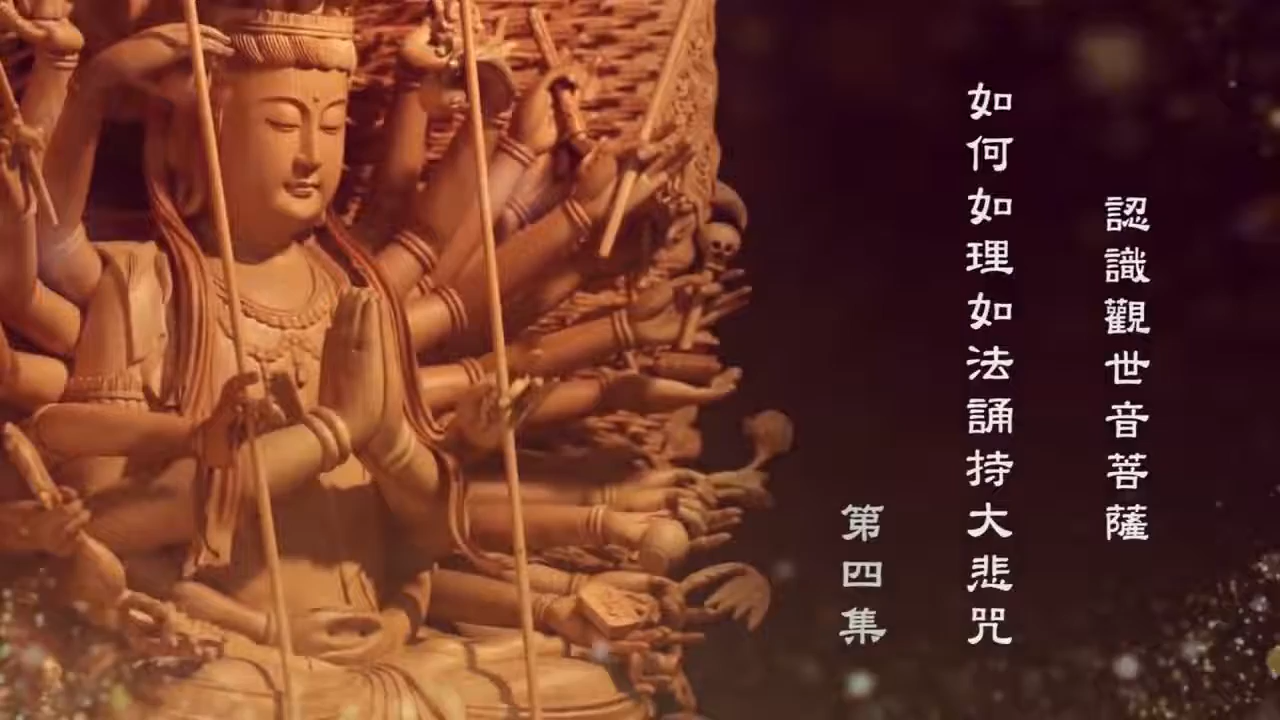 認識觀世音菩薩
如何如理如法誦持大悲咒
第四集